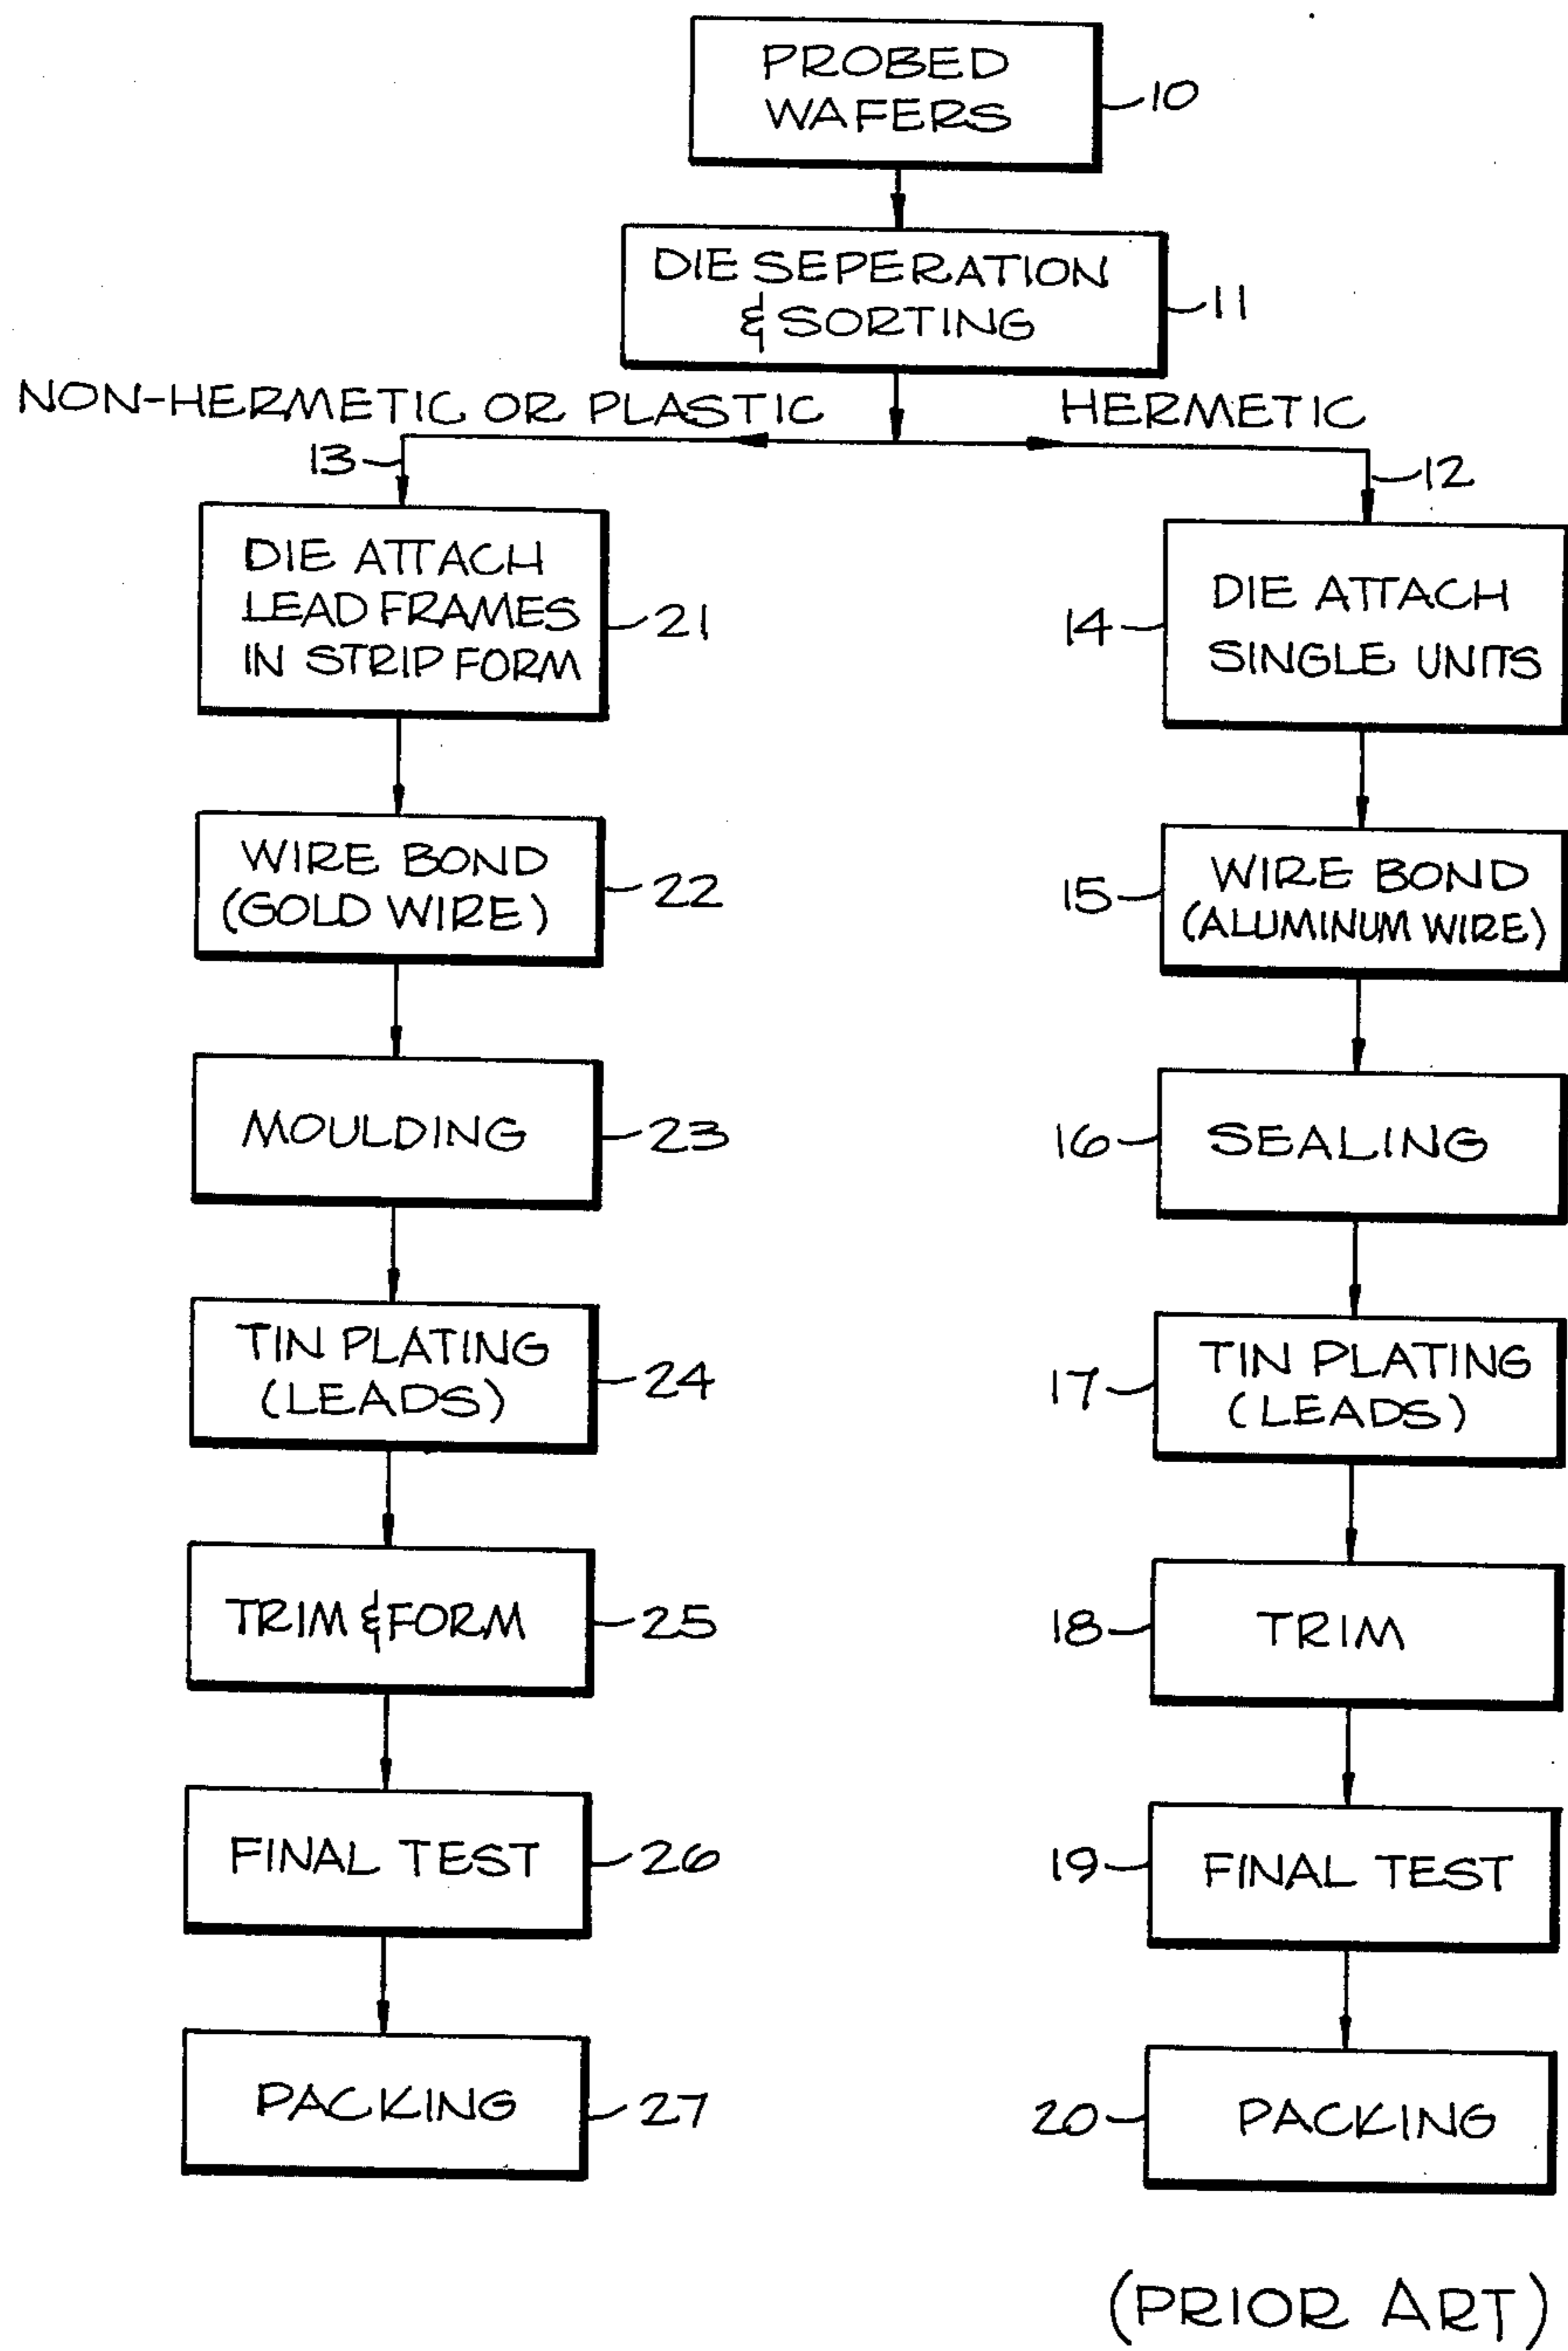 PROBED
WAFERS
10
DIE SEPERATION
& SORTING
11
NON-HERMETIC OR PLASTIC
HERMETIC
13
12
DIE ATTACH
LEAD FRAMES
IN STRIP FORM
21
14
DIE ATTACH
SINGLE UNITS
WIRE BOND
(GOLD WIRE)
22
15
WIRE BOND
(ALUMINUM WIRE)
MOULDING
23
16
SEALING
TIN PLATING
(LEADS)
24
17
TIN PLATING
(LEADS)
TRIM & FORM
25
18
TRIM
FINAL TEST
26
19
FINAL TEST
PACKING
27
20
PACKING
(PRIOR ART)